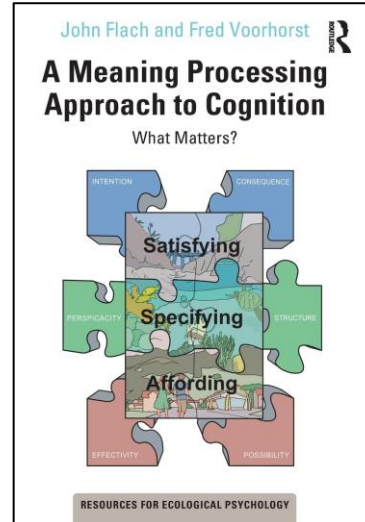 John Flach and Fred Voorhorst
ROUTLEDGE
A Meaning Processing
Approach to Cognition
What Matters?
INTENTION
CONSEQUENCE
Satisfying
PERSPICACITY
Specifying
STRUCTURE
Affording
EFFECTIVITY
POSSIBILITY
RESOURCES FOR ECOLOGICAL PSYCHOLOGY